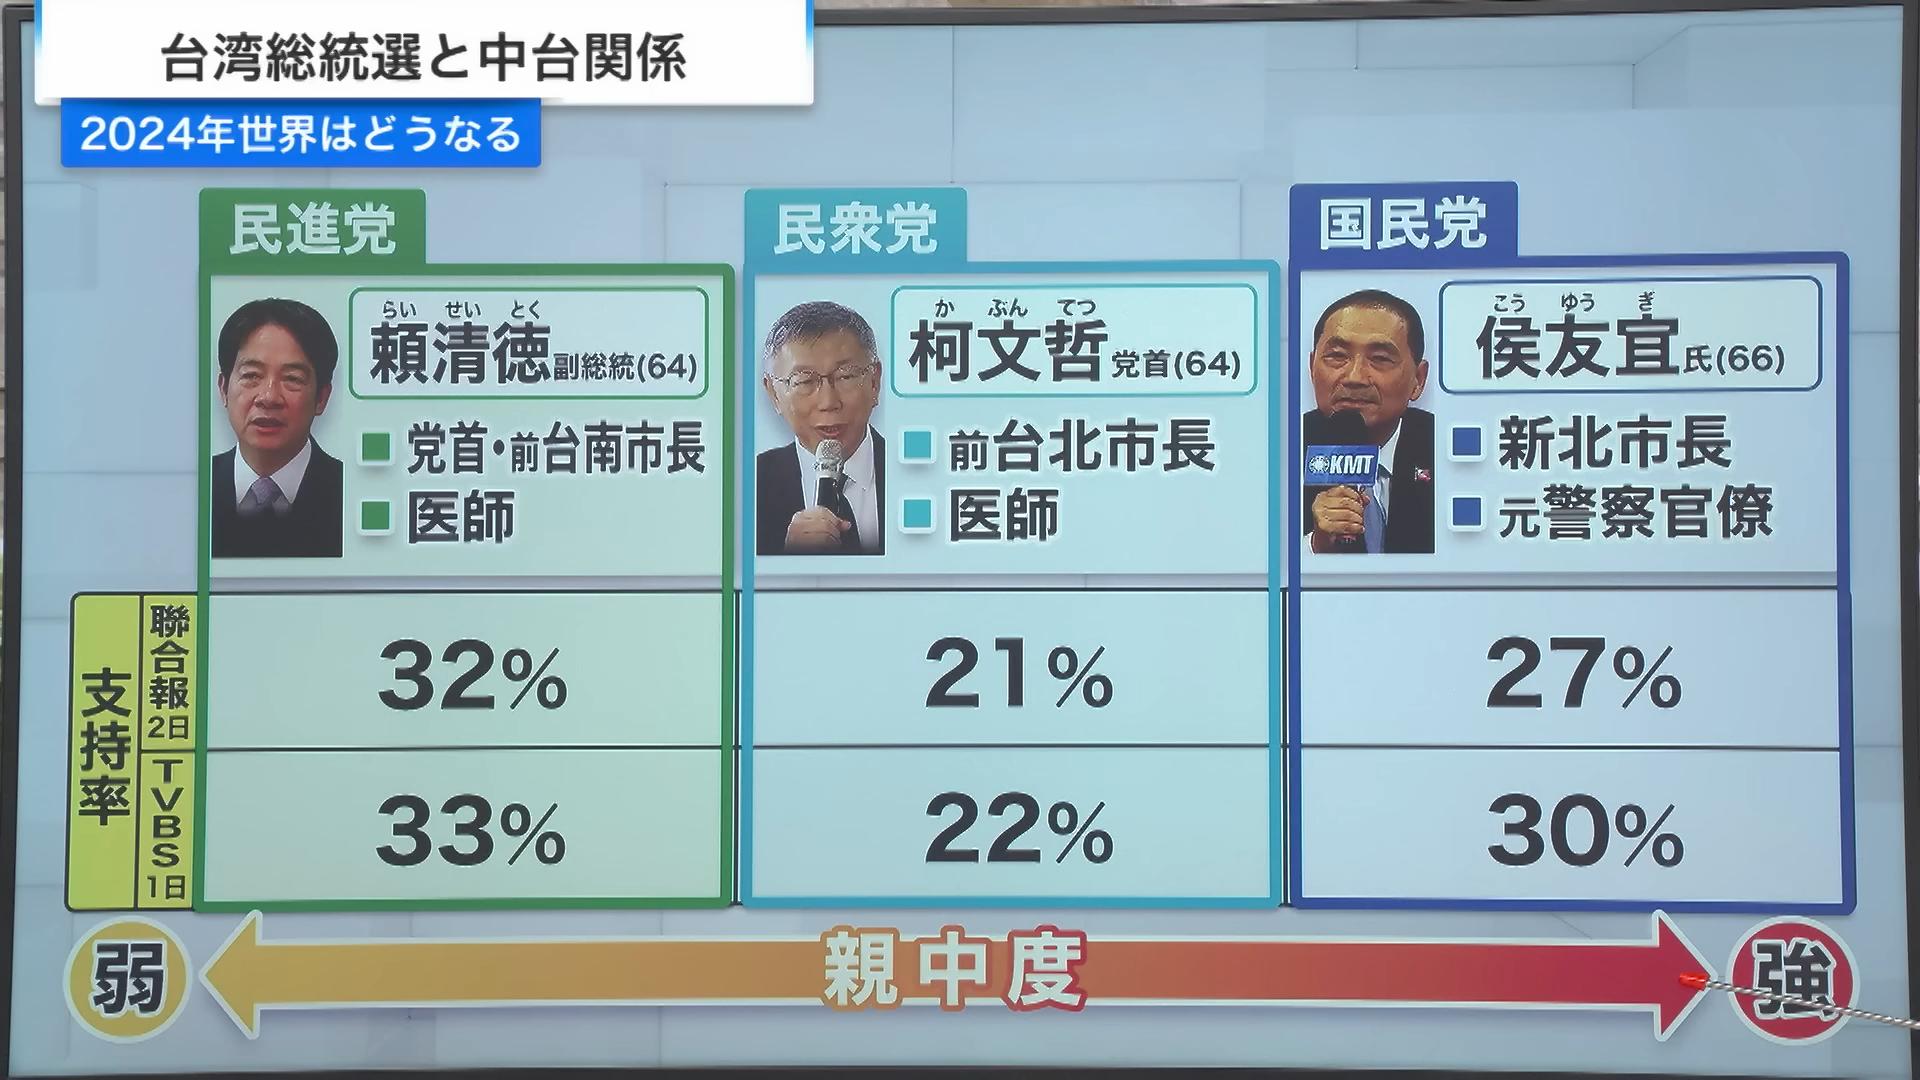 台湾総統選と中台関係
2024年世界はどうなる
民進党
らい せい とく
頼清徳副総統(64)
党首・前台南市長
医師
民衆党
か ぶん てつ
柯文哲党首(64)
前台北市長
医師
国民党
こう ゆう ぎ
侯友宜氏(66)
KMT
新北市長
元警察官僚
支持率
聯合報2日
32%
21%
27%
TVBS1日
33%
22%
30%
弱
親中度
強